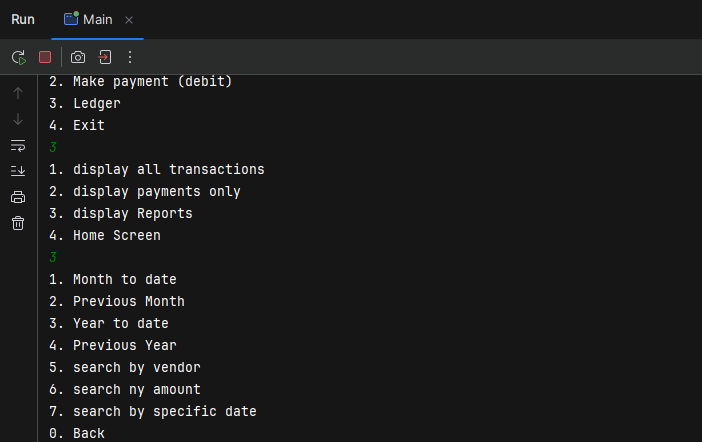 Run
Main
2. Make payment (debit)
3. Ledger
4. Exit
3
1. display all transactions
2. display payments only
3. display Reports
4. Home Screen
3
1. Month to date
2. Previous Month
3. Year to date
4. Previous Year
5. search by vendor
6. search ny amount
7. search by specific date
0. Back